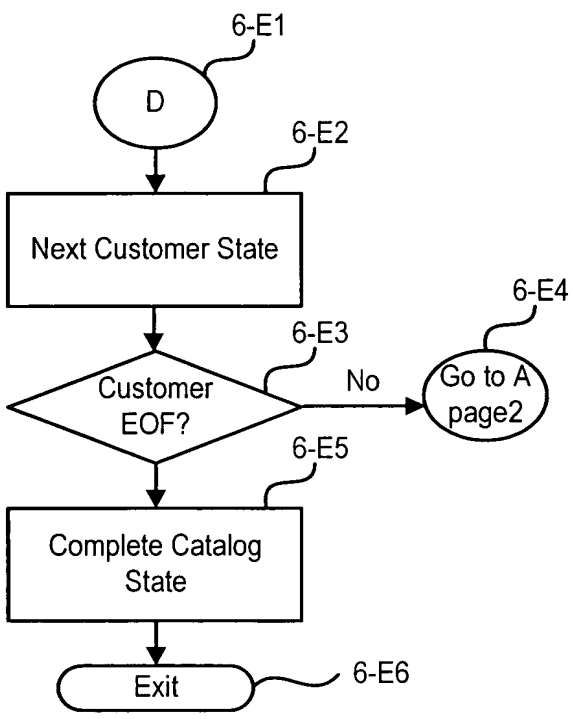 6-E1
D
6-E2
Next Customer State
6-E4
6-E3
Customer
EOF?
No
Go to A
page2
6-E5
Complete Catalog
State
Exit
6-E6